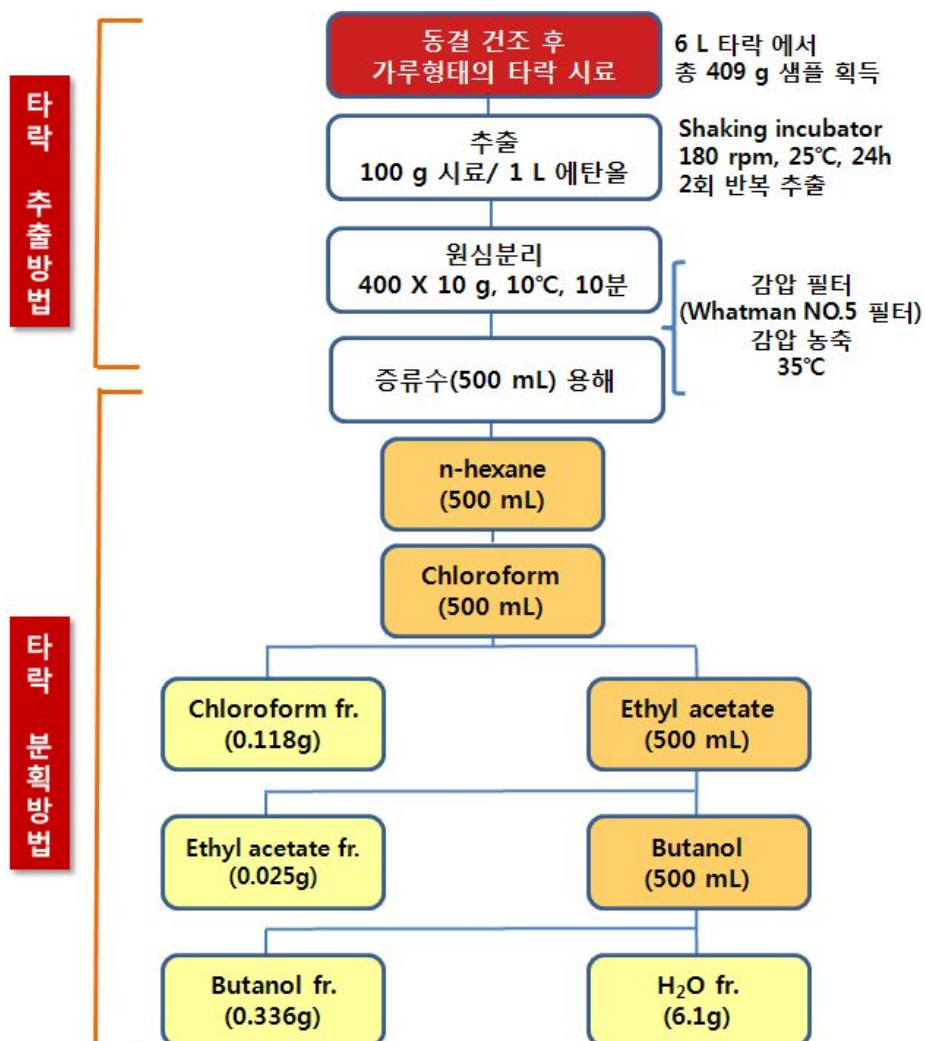 동결 건조 후
가루형태의 타락 시료
6 L 타락 에서
총 409 g 샘플 획득
타락 추출방법
추출
100 g 시료/ 1 L 에탄올
Shaking incubator
180 rpm, 25℃, 24h
2회 반복 추출
원심분리
400 X 10 g, 10℃, 10분
감압 필터
(Whatman NO.5 필터)
감압 농축
35℃
증류수(500 mL) 용해
타락 분획방법
n-hexane
(500 mL)
Chloroform
(500 mL)
Chloroform fr.
(0.118g)
Ethyl acetate
(500 mL)
Ethyl acetate fr.
(0.025g)
Butanol
(500 mL)
Butanol fr.
(0.336g)
H₂O fr.
(6.1g)